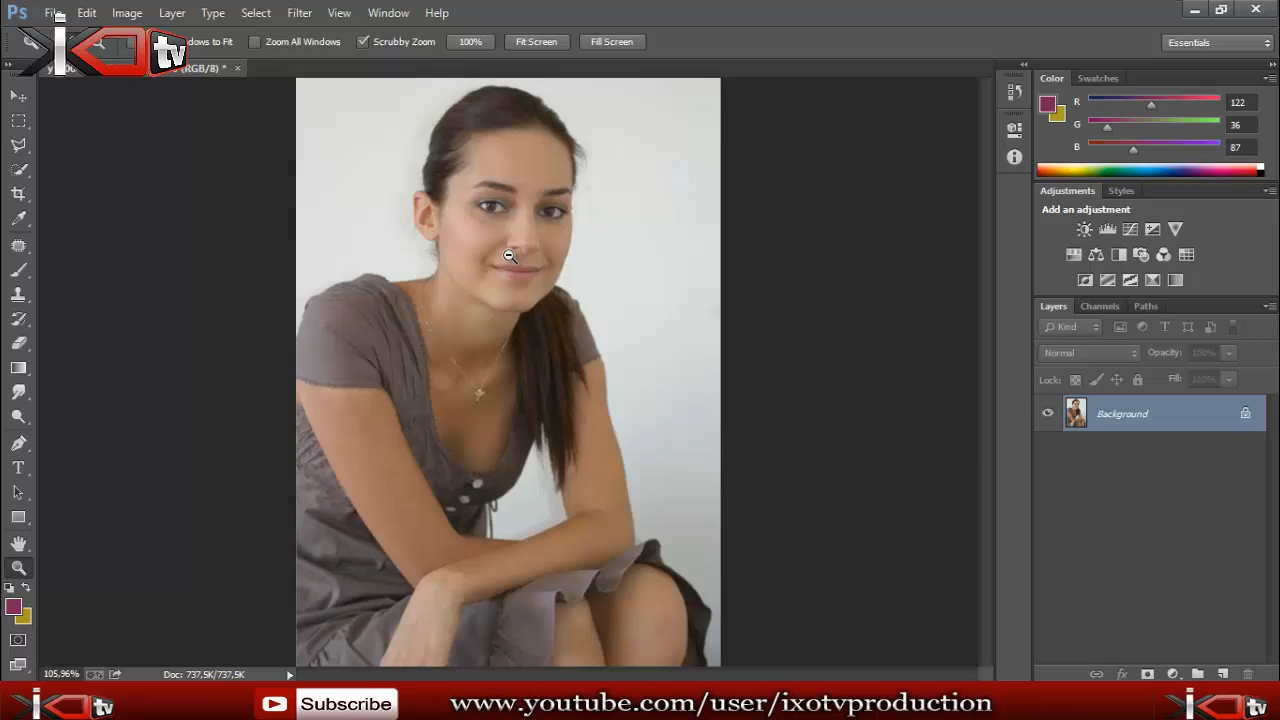 Ps File Edit Image Layer Type Select Filter View Window Help
dows to Fit Zoom All Windows Scrubby Zoom 100% Fit Screen Fill Screen Essentials
tv
(RGB/8) * ×
Color Swatches
R 122
G 36
B 87
Adjustments Styles
Add an adjustment
Layers Channels Paths
Kind
Normal Opacity: 100%
Lock: Fill: 100%
Background
105,96% Doc: 737,5K/737,5K
tv Subscribe www.youtube.com/user/ixotvproduction tv